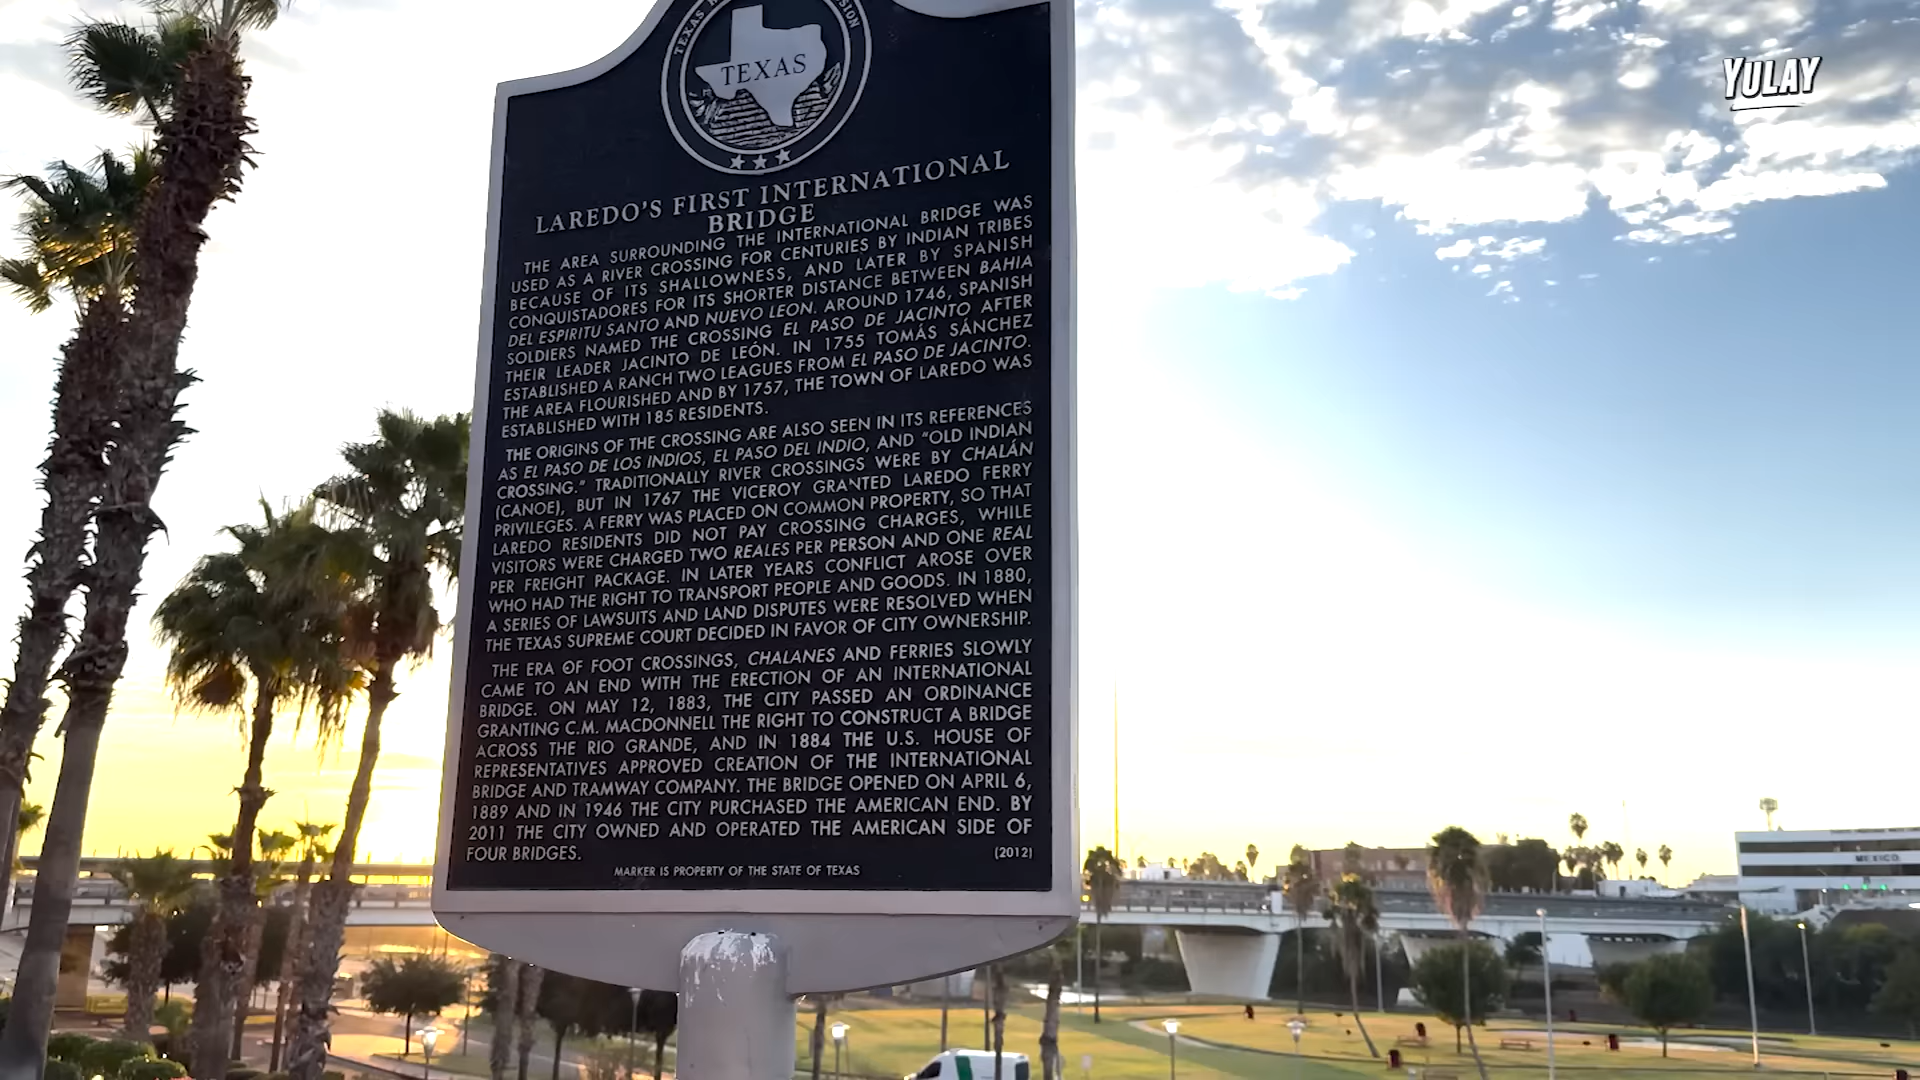 YULAY
TEXAS
TEXAS
LAREDO'S FIRST INTERNATIONAL
BRIDGE
THE AREA SURROUNDING THE INTERNATIONAL BRIDGE WAS
USED AS A RIVER CROSSING FOR CENTURIES BY INDIAN TRIBES
BECAUSE OF ITS SHALLOWNESS, AND LATER BY SPANISH
CONQUISTADORES FOR ITS SHORTER DISTANCE BETWEEN BAHIA
DEL ESPIRITU SANTO AND NUEVO LEON. AROUND 1746, SPANISH
SOLDIERS NAMED THE CROSSING EL PASO DE JACINTO AFTER
THEIR LEADER JACINTO DE LEÓN. IN 1755 TOMÁS SÁNCHEZ
ESTABLISHED A RANCH TWO LEAGUES FROM EL PASO DE JACINTO.
THE AREA FLOURISHED AND BY 1757, THE TOWN OF LAREDO WAS
ESTABLISHED WITH 185 RESIDENTS.
THE ORIGINS OF THE CROSSING ARE ALSO SEEN IN ITS REFERENCES
AS EL PASO DE LOS INDIOS, EL PASO DEL INDIO, AND "OLD INDIAN
CROSSING." TRADITIONALLY RIVER CROSSINGS WERE BY CHALÁN
(CANOE), BUT IN 1767 THE VICEROY GRANTED LAREDO FERRY
PRIVILEGES. A FERRY WAS PLACED ON COMMON PROPERTY, SO THAT
LAREDO RESIDENTS DID NOT PAY CROSSING CHARGES, WHILE
VISITORS WERE CHARGED TWO REALES PER PERSON AND ONE REAL
PER FREIGHT PACKAGE. IN LATER YEARS CONFLICT AROSE OVER
WHO HAD THE RIGHT TO TRANSPORT PEOPLE AND GOODS. IN 1880,
A SERIES OF LAWSUITS AND LAND DISPUTES WERE RESOLVED WHEN
THE TEXAS SUPREME COURT DECIDED IN FAVOR OF CITY OWNERSHIP.
THE ERA OF FOOT CROSSINGS, CHALANES AND FERRIES SLOWLY
CAME TO AN END WITH THE ERECTION OF AN INTERNATIONAL
BRIDGE. ON MAY 12, 1883, THE CITY PASSED AN ORDINANCE
GRANTING C.M. MACDONNELL THE RIGHT TO CONSTRUCT A BRIDGE
ACROSS THE RIO GRANDE, AND IN 1884 THE U.S. HOUSE OF
REPRESENTATIVES APPROVED CREATION OF THE INTERNATIONAL
BRIDGE AND TRAMWAY COMPANY. THE BRIDGE OPENED ON APRIL 6,
1889 AND IN 1946 THE CITY PURCHASED THE AMERICAN END. BY
2011 THE CITY OWNED AND OPERATED THE AMERICAN SIDE OF
FOUR BRIDGES. (2012)
MARKER IS PROPERTY OF THE STATE OF TEXAS
MEXICO